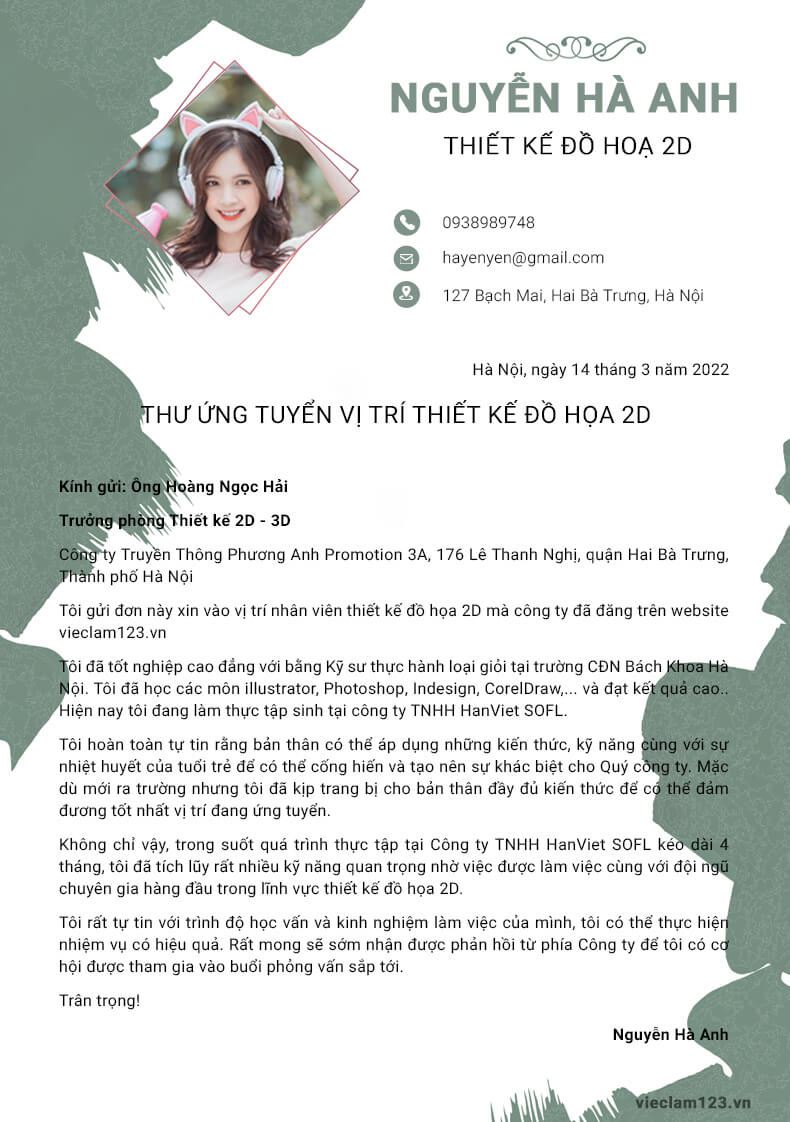 NGUYỄN HÀ ANH
THIẾT KẾ ĐỒ HOẠ 2D
0938989748
hayenyen@gmail.com
127 Bạch Mai, Hai Bà Trưng, Hà Nội
Hà Nội, ngày 14 tháng 3 năm 2022
THƯ ỨNG TUYỂN VỊ TRÍ THIẾT KẾ ĐỒ HỌA 2D
Kính gửi: Ông Hoàng Ngọc Hải
Trưởng phòng Thiết kế 2D - 3D
Công ty Truyền Thông Phương Anh Promotion 3A, 176 Lê Thanh Nghị, quận Hai Bà Trưng,
Thành phố Hà Nội
Tôi gửi đơn này xin vào vị trí nhân viên thiết kế đồ họa 2D mà công ty đã đăng trên website
vieclam123.vn
Tôi đã tốt nghiệp cao đẳng với bằng Kỹ sư thực hành loại giỏi tại trường CĐN Bách Khoa Hà
Nội. Tôi đã học các môn illustrator, Photoshop, Indesign, CorelDraw,... và đạt kết quả cao..
Hiện nay tôi đang làm thực tập sinh tại công ty TNHH HanViet SOFL.
Tôi hoàn toàn tự tin rằng bản thân có thể áp dụng những kiến thức, kỹ năng cùng với sự
nhiệt huyết của tuổi trẻ để có thể cống hiến và tạo nên sự khác biệt cho Quý công ty. Mặc
dù mới ra trường nhưng tôi đã kịp trang bị cho bản thân đầy đủ kiến thức để có thể đảm
đương tốt nhất vị trí đang ứng tuyển.
Không chỉ vậy, trong suốt quá trình thực tập tại Công ty TNHH HanViet SOFL kéo dài 4
tháng, tôi đã tích lũy rất nhiều kỹ năng quan trọng nhờ việc được làm việc cùng với đội ngũ
chuyên gia hàng đầu trong lĩnh vực thiết kế đồ họa 2D.
Tôi rất tự tin với trình độ học vấn và kinh nghiệm làm việc của mình, tôi có thể thực hiện
nhiệm vụ có hiệu quả. Rất mong sẽ sớm nhận được phản hồi từ phía Công ty để tôi có cơ
hội được tham gia vào buổi phỏng vấn sắp tới.
Trân trọng!
Nguyễn Hà Anh
vieclam123.vn